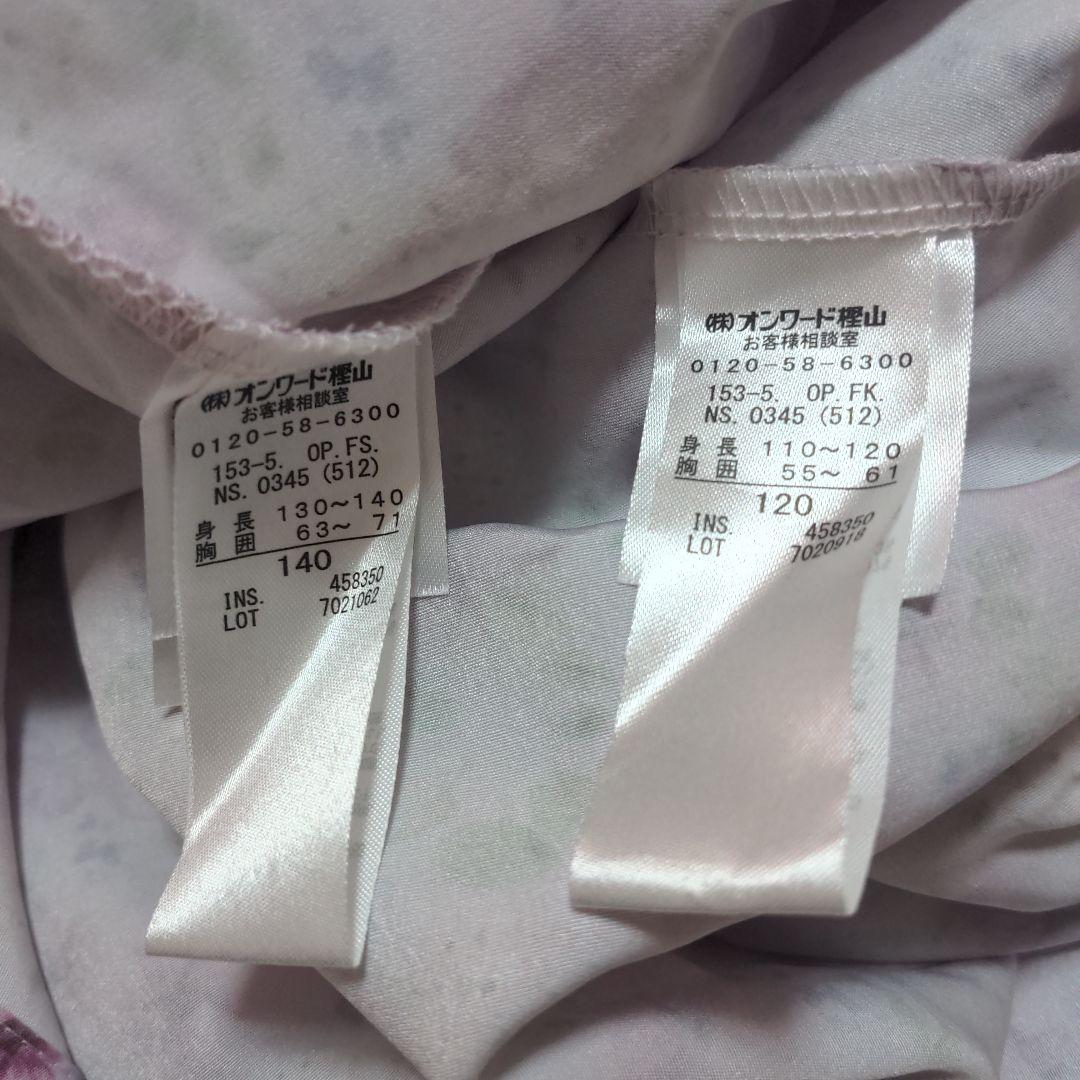 (株)オンワード樫山
お客様相談室
0120-58-6300
153-5. OP.FS.
NS. 0345 (512)
身長 130~140
胸囲 63~ 71
140
INS. 458350
LOT 7021062
(株)オンワード樫山
お客様相談室
0120-58-6300
153-5. OP.FK.
NS. 0345 (512)
身長 110~120
胸囲 55~ 61
120
INS. 458350
LOT 7020918